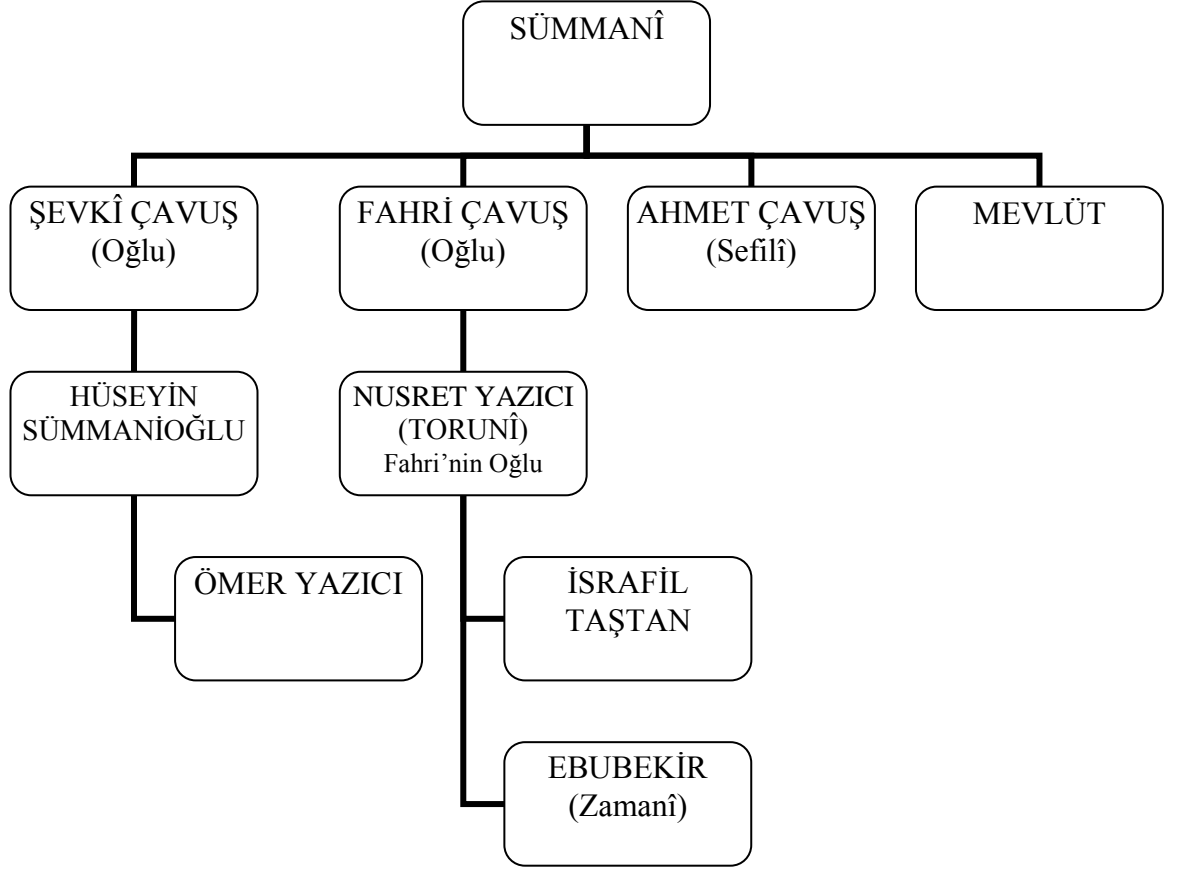 SÜMMANÎ
ŞEVKÎ ÇAVUŞ
(Oğlu)
FAHRİ ÇAVUŞ
(Oğlu)
AHMET ÇAVUŞ
(Sefilî)
MEVLÜT
HÜSEYİN
SÜMMANİOĞLU
NUSRET YAZICI
(TORUNÎ)
Fahri’nin Oğlu
ÖMER YAZICI
İSRAFİL
TAŞTAN
EBUBEKİR
(Zamanî)